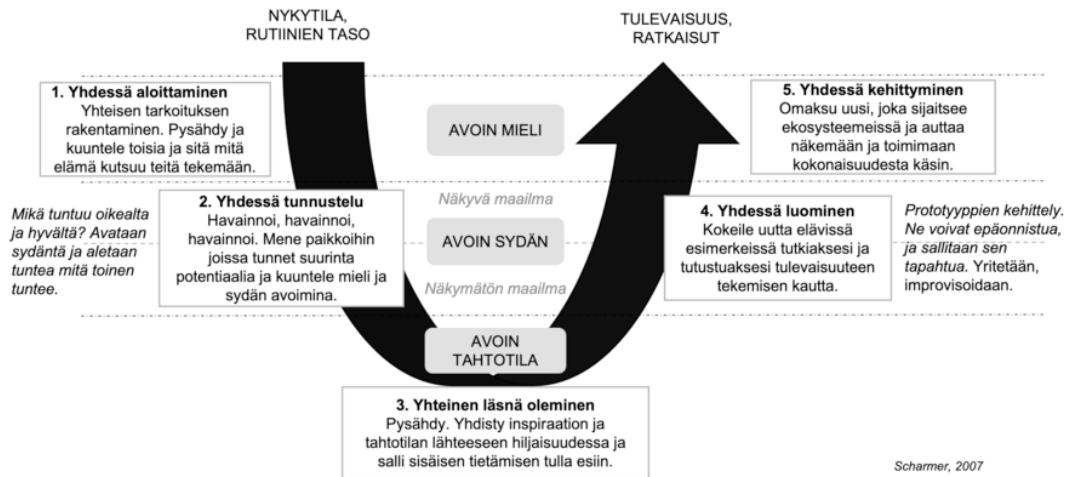 NYKYTILA,
RUTIINIEN TASO
TULEVAISUUS,
RATKAISUT
1. Yhdessä aloittaminen
Yhteisen tarkoituksen
rakentaminen. Pysähdy ja
kuuntele toisia ja sitä mitä
elämä kutsuu teitä tekemään.
AVOIN MIELI
5. Yhdessä kehittyminen
Omaksu uusi, joka sijaitsee
ekosysteemeissä ja auttaa
näkemään ja toimimaan
kokonaisuudesta käsin.
Mikä tuntuu oikealta
ja hyvältä? Avataan
sydäntä ja aletaan
tuntea mitä toinen
tuntee.
2. Yhdessä tunnustelu
Havainnoi, havainnoi,
havainnoi. Mene paikkoihin
joissa tunnet suurinta
potentiaalia ja kuuntele mieli ja
sydän avoimina.
Näkyvä maailma
AVOIN SYDÄN
Näkymätön maailma
4. Yhdessä luominen
Kokeile uutta elävissä
esimerkeissä tutkiaksesi ja
tutustuaksesi tulevaisuuteen
tekemisen kautta.
Prototyyppien kehittely.
Ne voivat epäonnistua,
ja sallitaan sen
tapahtua. Yritetään,
improvisoidaan.
AVOIN
TAHTOTILA
3. Yhteinen läsnä oleminen
Pysähdy. Yhdisty inspiraation ja
tahtotilan lähteeseen hiljaisuudessa ja
salli sisäisen tietämisen tulla esiin.
Scharmer, 2007